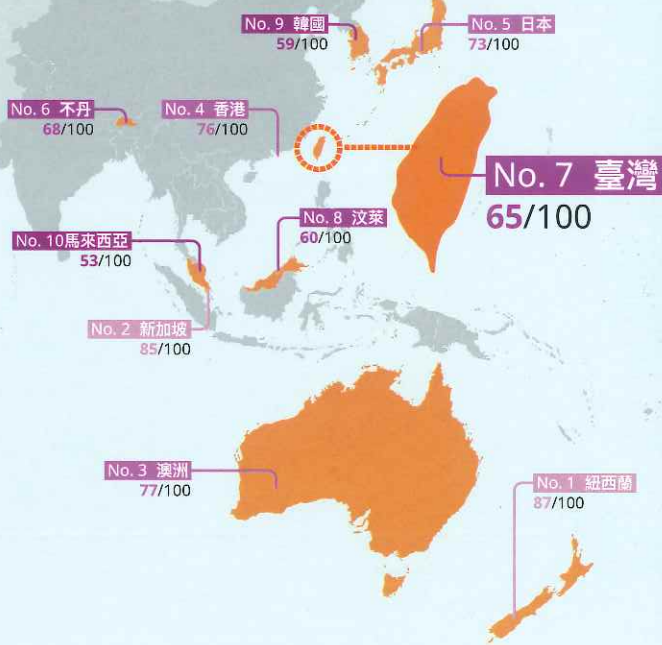 No. 9 韓國
59/100
No. 5 日本
73/100
No. 6 不丹
68/100
No. 4 香港
76/100
No. 7 臺灣
65/100
No. 8 汶萊
60/100
No. 10馬來西亞
53/100
No. 2 新加坡
85/100
No. 3 澳洲
77/100
No. 1 紐西蘭
87/100